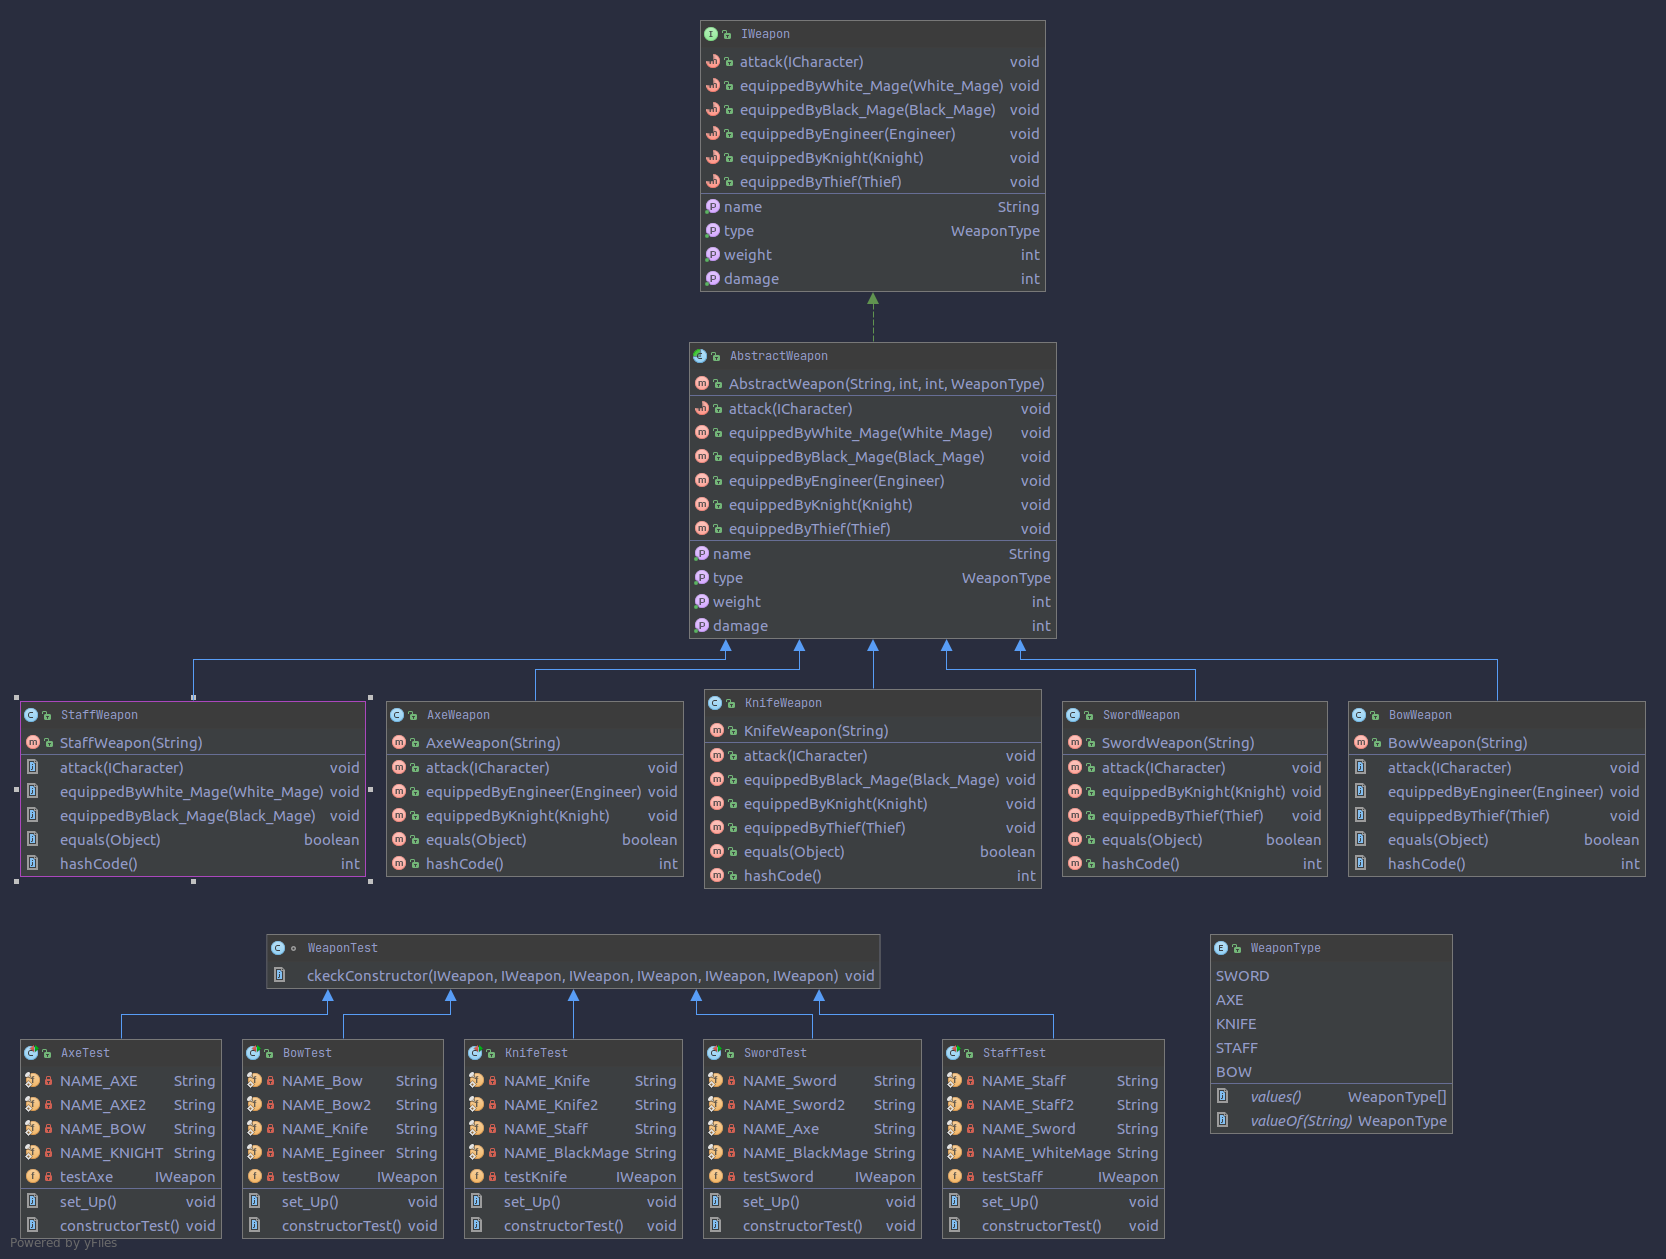 IWeapon
attack(ICharacter) void
equippedByWhite_Mage(White_Mage) void
equippedByBlack_Mage(Black_Mage) void
equippedByEngineer(Engineer) void
equippedByKnight(Knight) void
equippedByThief(Thief) void
name String
type WeaponType
weight int
damage int
AbstractWeapon
AbstractWeapon(String, int, int, WeaponType)
attack(ICharacter) void
equippedByWhite_Mage(White_Mage) void
equippedByBlack_Mage(Black_Mage) void
equippedByEngineer(Engineer) void
equippedByKnight(Knight) void
equippedByThief(Thief) void
name String
type WeaponType
weight int
damage int
StaffWeapon
StaffWeapon(String)
attack(ICharacter) void
equippedByWhite_Mage(White_Mage) void
equippedByBlack_Mage(Black_Mage) void
equals(Object) boolean
hashCode() int
AxeWeapon
AxeWeapon(String)
attack(ICharacter) void
equippedByEngineer(Engineer) void
equippedByKnight(Knight) void
equals(Object) boolean
hashCode() int
KnifeWeapon
KnifeWeapon(String)
attack(ICharacter) void
equippedByBlack_Mage(Black_Mage) void
equippedByKnight(Knight) void
equippedByThief(Thief) void
equals(Object) boolean
hashCode() int
SwordWeapon
SwordWeapon(String)
attack(ICharacter) void
equippedByKnight(Knight) void
equippedByThief(Thief) void
equals(Object) boolean
hashCode() int
BowWeapon
BowWeapon(String)
attack(ICharacter) void
equippedByEngineer(Engineer) void
equippedByThief(Thief) void
equals(Object) boolean
hashCode() int
WeaponTest
ckeckConstructor(IWeapon, IWeapon, IWeapon, IWeapon, IWeapon, IWeapon) void
WeaponType
SWORD
AXE
KNIFE
STAFF
BOW
values() WeaponType[]
valueOf(String) WeaponType
AxeTest
NAME_AXE String
NAME_AXE2 String
NAME_BOW String
NAME_KNIGHT String
testAxe IWeapon
set_Up() void
constructorTest() void
BowTest
NAME_Bow String
NAME_Bow2 String
NAME_Knife String
NAME_Egineer String
testBow IWeapon
set_Up() void
constructorTest() void
KnifeTest
NAME_Knife String
NAME_Knife2 String
NAME_Staff String
NAME_BlackMage String
testKnife IWeapon
set_Up() void
constructorTest() void
SwordTest
NAME_Sword String
NAME_Sword2 String
NAME_Axe String
NAME_BlackMage String
testSword IWeapon
set_Up() void
constructorTest() void
StaffTest
NAME_Staff String
NAME_Staff2 String
NAME_Sword String
NAME_WhiteMage String
testStaff IWeapon
set_Up() void
constructorTest() void
Powered by yFiles